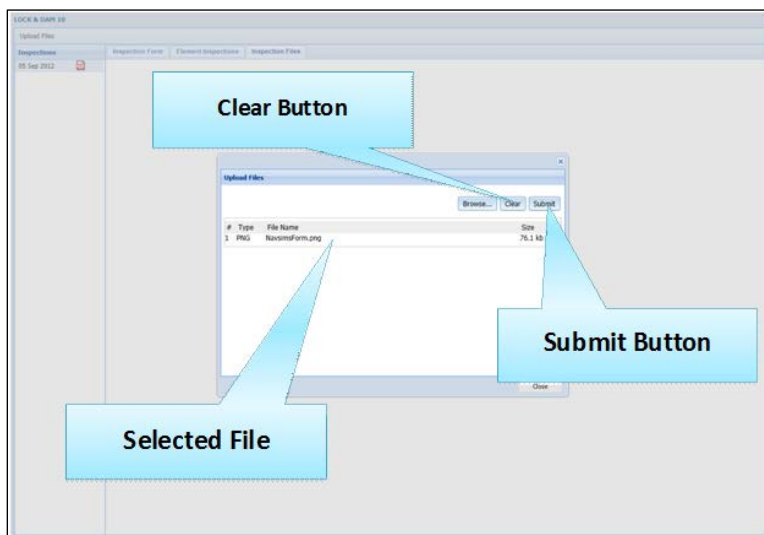 LOCK & DAM 10
Upload Files
Inspections
Inspection Form Element Inspections Inspection Files
05 Sep 2012
Clear Button
Upload Files
Browse... Clear Submit
# Type File Name Size
1 PNG NavsimsForm.png 76.1 kb
Submit Button
Close
Selected File